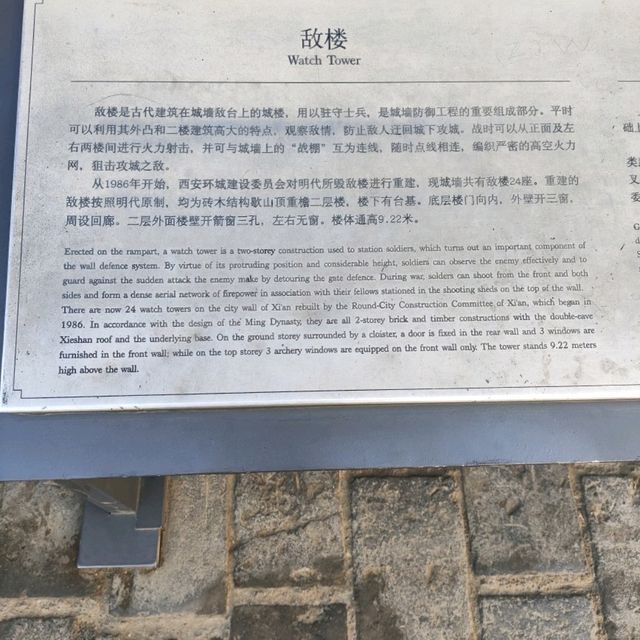 敌楼
Watch Tower
敌楼是古代建筑在城墙敌台上的城楼，用以驻守士兵，是城墙防御工程的重要组成部分。平时
可以利用其外凸和二楼建筑高大的特点，观察敌情，防止敌人迂回城下攻城。战时可以从正面及左
右两楼间进行火力射击，并可与城墙上的“战棚”互为连线，随时点线相连，编织严密的高空火力
网，狙击攻城之敌。
从1986年开始，西安环城建设委员会对明代所毁敌楼进行重建，现城墙共有敌楼24座。重建的
敌楼按照明代原制，均为砖木结构歇山顶重檐二层楼，楼下有台基。底层楼门向内，外壁开三窗，
周设回廊。二层外面楼壁开箭窗三孔，左右无窗。楼体通高9.22米。
Erected on the rampart, a watch tower is a two-storey construction used to station soldiers, which turns out an important component of
the wall defence system. By virtue of its protruding position and considerable height, soldiers can observe the enemy effectively and to
guard against the sudden attack the enemy make by detouring the gate defence. During war, soldiers can shoot from the front and both
sides and form a dense aerial network of firepower in association with their fellows stationed in the shooting sheds on the top of the wall.
There are now 24 watch towers on the city wall of Xi'an rebuilt by the Round-City Construction Committee of Xi'an, which began in
1986. In accordance with the design of the Ming Dynasty, they are all 2-storey brick and timber constructions with the double-eave
Xieshan roof and the underlying base. On the ground storey surrounded by a cloister, a door is fixed in the rear wall and 3 windows are
furnished in the front wall; while on the top storey 3 archery windows are equipped on the front wall only. The tower stands 9.22 meters
high above the wall.
础上
类
又
委